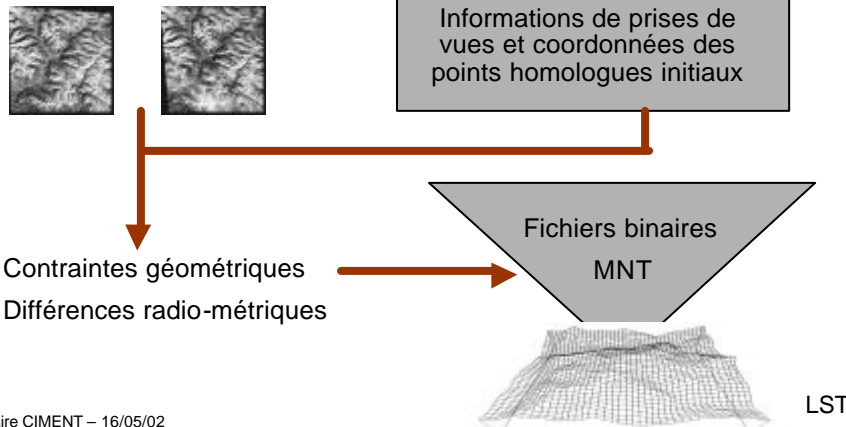 Informations de prises de
vues et coordonnées des
points homologues initiaux
Fichiers binaires
MNT
Contraintes géométriques
Différences radio-métriques
LST
ire CIMENT – 16/05/02